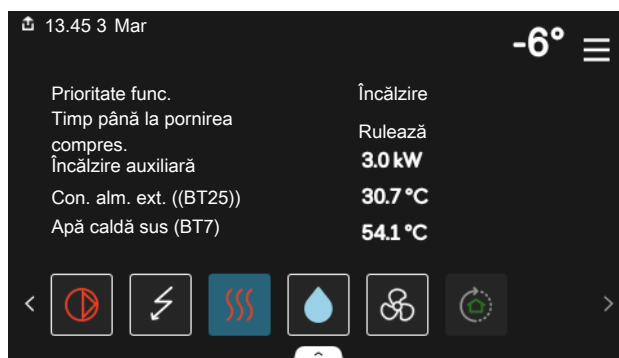 13.45 3 Mar
-6°
Prioritate func. Încălzire
Timp până la pornirea
compres. Rulează
Încălzire auxiliară 3.0 kW
Con. alm. ext. ((BT25)) 30.7 °C
Apă caldă sus (BT7) 54.1 °C